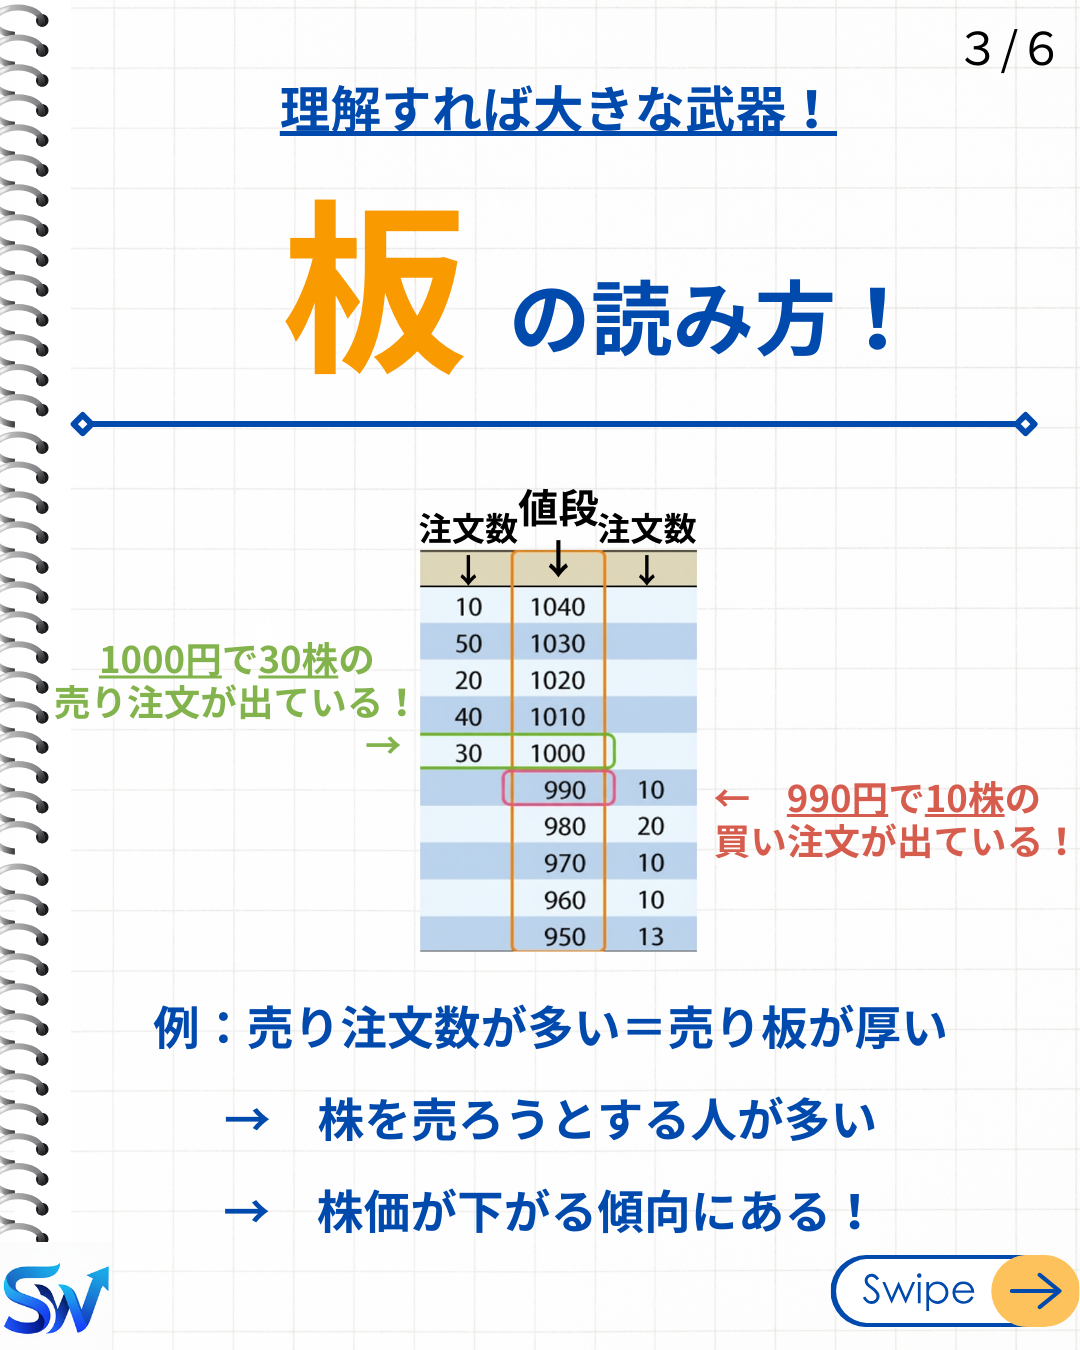 3/6
理解すれば大きな武器！
板の読み方！
注文数 値段 注文数
↓ ↓ ↓
10 1040
50 1030
20 1020
40 1010
30 1000
990 10
980 20
970 10
960 10
950 13
1000円で30株の
売り注文が出ている！
→
← 990円で10株の
買い注文が出ている！
例：売り注文数が多い＝売り板が厚い
→ 株を売ろうとする人が多い
→ 株価が下がる傾向にある！
SW
Swipe →